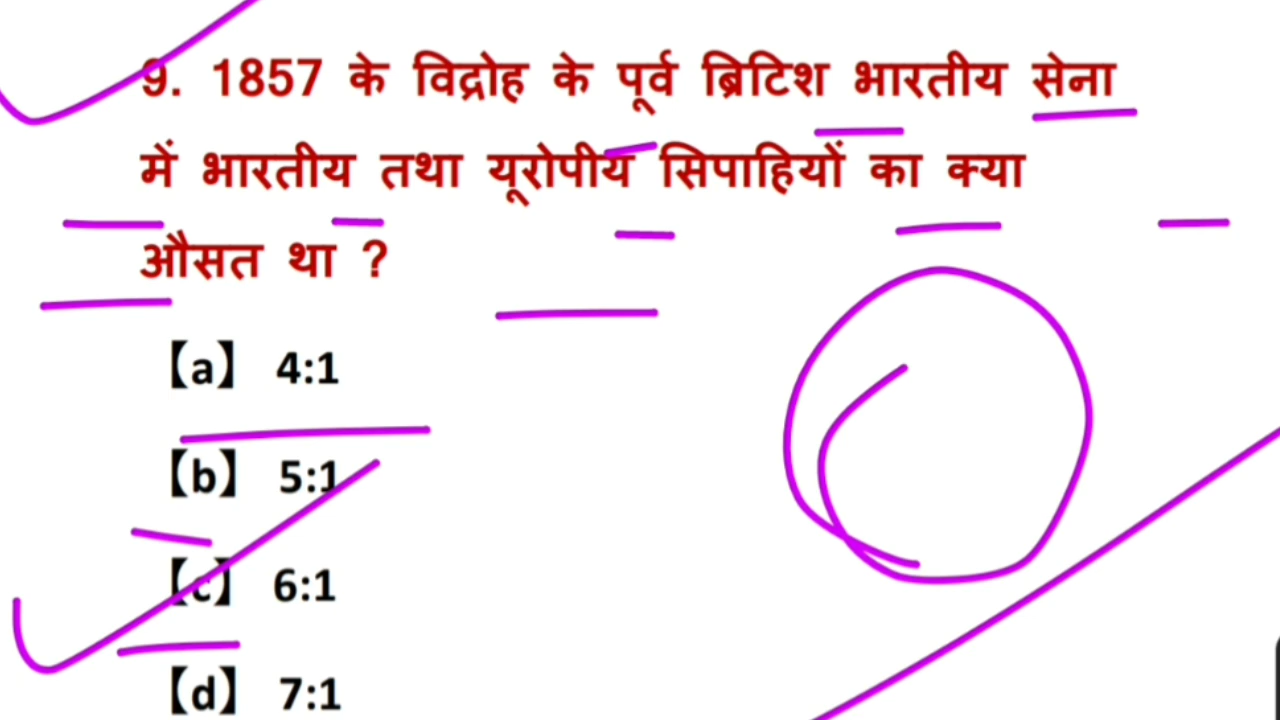 9. 1857 के विद्रोह के पूर्व ब्रिटिश भारतीय सेना
में भारतीय तथा यूरोपीय सिपाहियों का क्या
औसत था ?
【a】 4:1
【b】 5:1
【c】 6:1
【d】 7:1